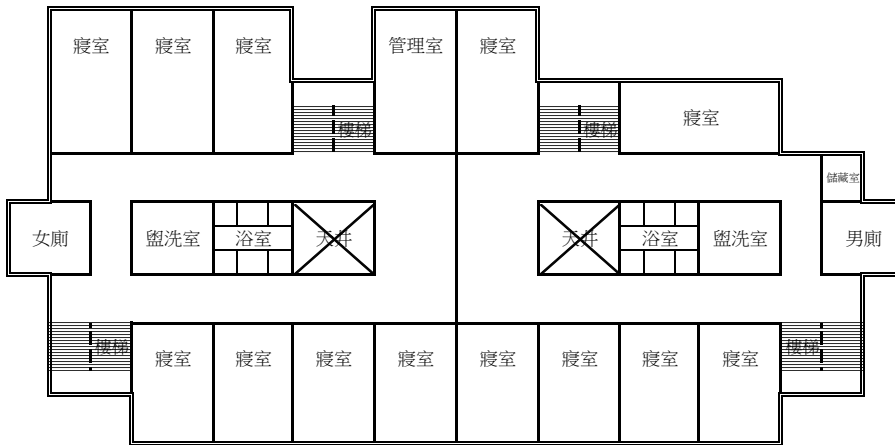 寢室 寢室 寢室 管理室 寢室
寢室
樓梯 樓梯
儲藏室
女廁 盥洗室 浴室 天井 天井 浴室 盥洗室 男廁
樓梯 樓梯
寢室 寢室 寢室 寢室 寢室 寢室 寢室 寢室